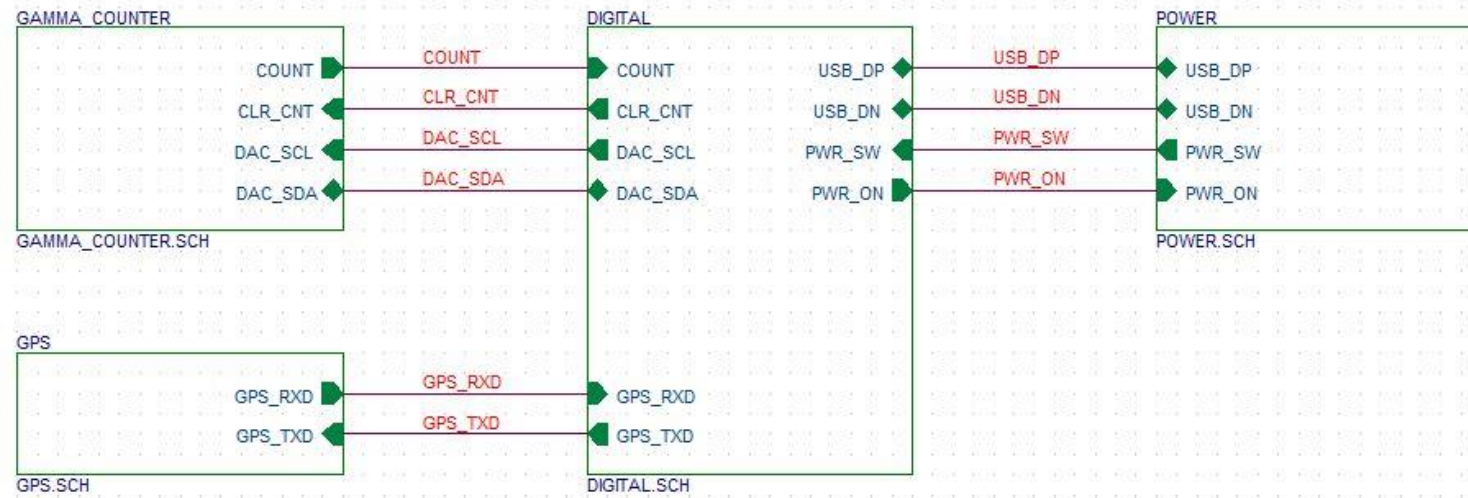 GAMMA_COUNTER
COUNT
CLR_CNT
DAC_SCL
DAC_SDA
GAMMA_COUNTER.SCH
COUNT
CLR_CNT
DAC_SCL
DAC_SDA
DIGITAL
COUNT
CLR_CNT
DAC_SCL
DAC_SDA
USB_DP
USB_DN
PWR_SW
PWR_ON
USB_DP
USB_DN
PWR_SW
PWR_ON
POWER
USB_DP
USB_DN
PWR_SW
PWR_ON
POWER.SCH
GPS
GPS_RXD
GPS_TXD
GPS.SCH
GPS_RXD
GPS_TXD
GPS_RXD
GPS_TXD
DIGITAL.SCH